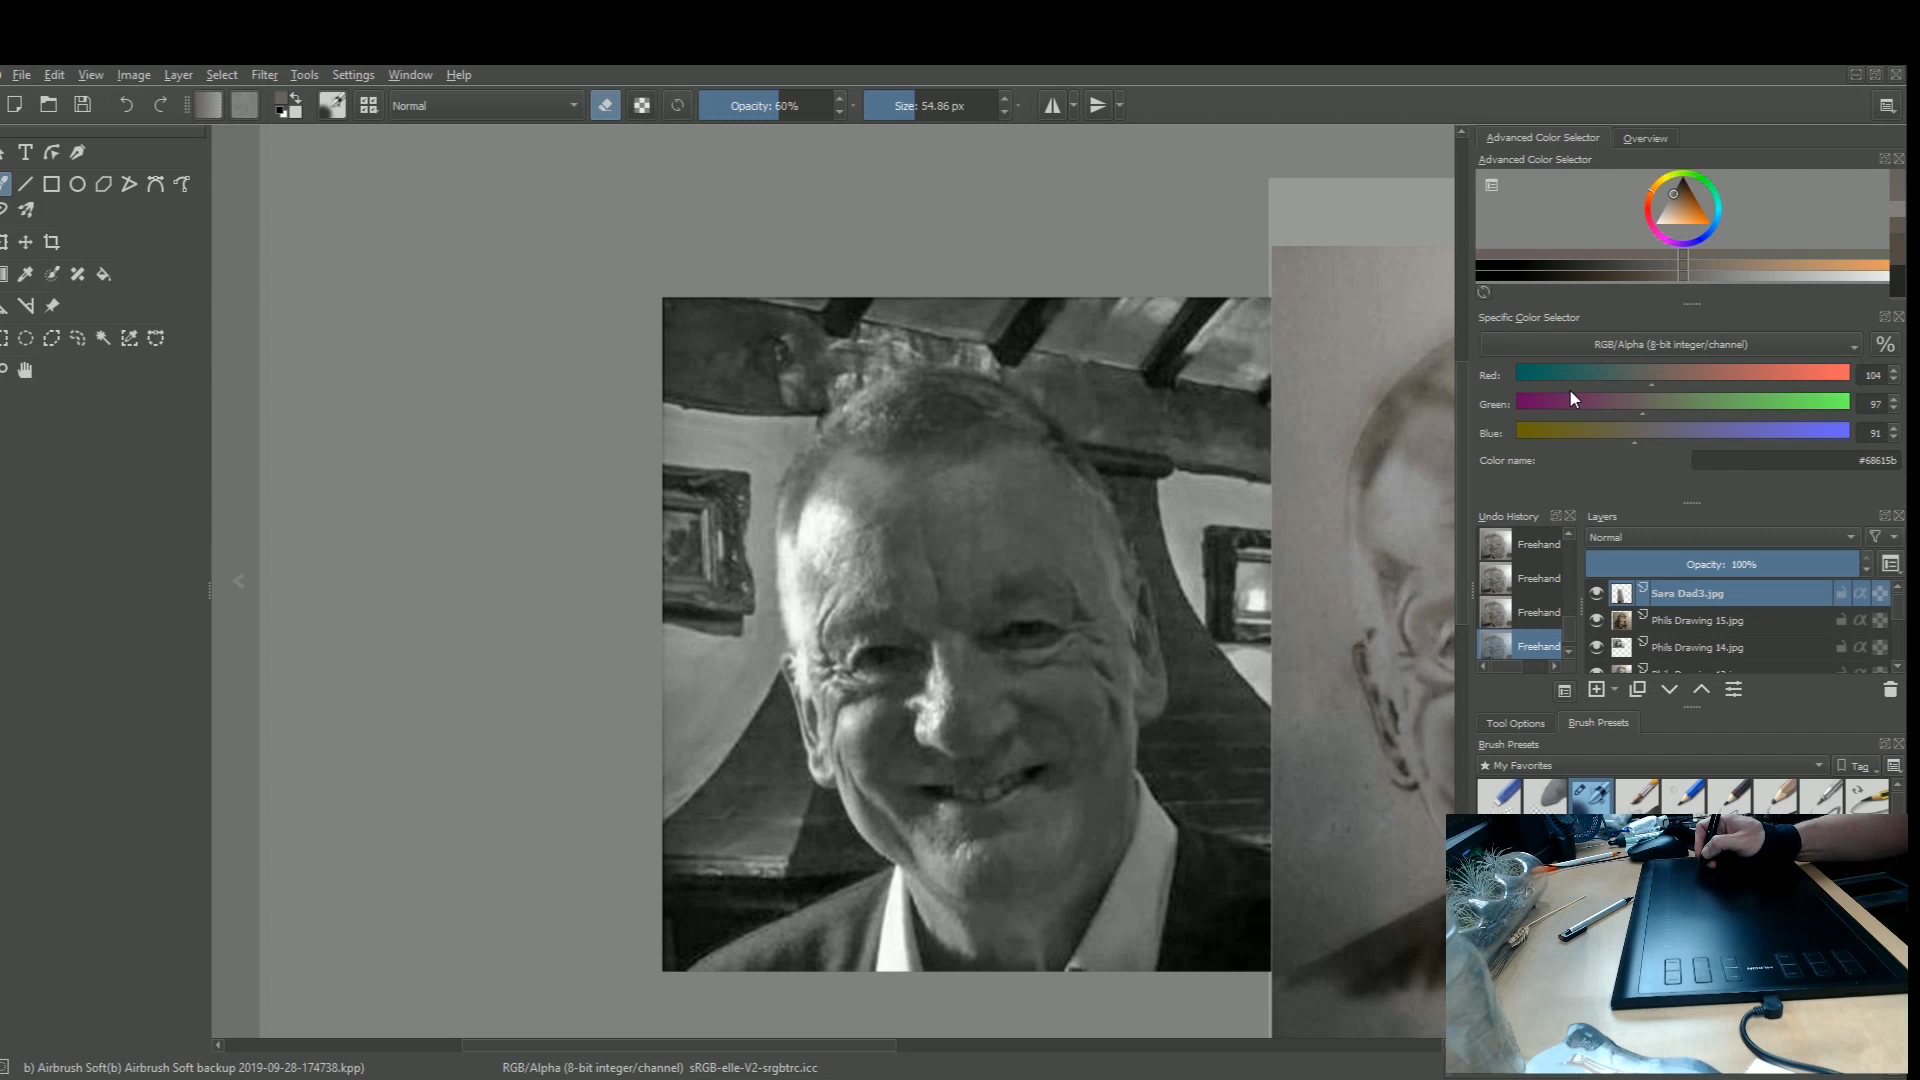 File Edit View Image Layer Select Filter Tools Settings Window Help
Normal Opacity: 60% Size: 54.86 px
Advanced Color Selector Overview
Advanced Color Selector
Specific Color Selector
RGB/Alpha (8-bit integer/channel) %
Red: 104
Green: 97
Blue: 91
Color name: #68615b
Undo History Layers
Freehand
Freehand
Freehand
Freehand
Normal
Opacity: 100%
Sara Dad3.jpg
Phils Drawing 15.jpg
Phils Drawing 14.jpg
Tool Options Brush Presets
Brush Presets
My Favorites Tag
HUION
b) Airbrush Soft(b) Airbrush Soft backup 2019-09-28-174738.kpp)
RGB/Alpha (8-bit integer/channel) sRGB-elle-V2-srgbtrc.icc